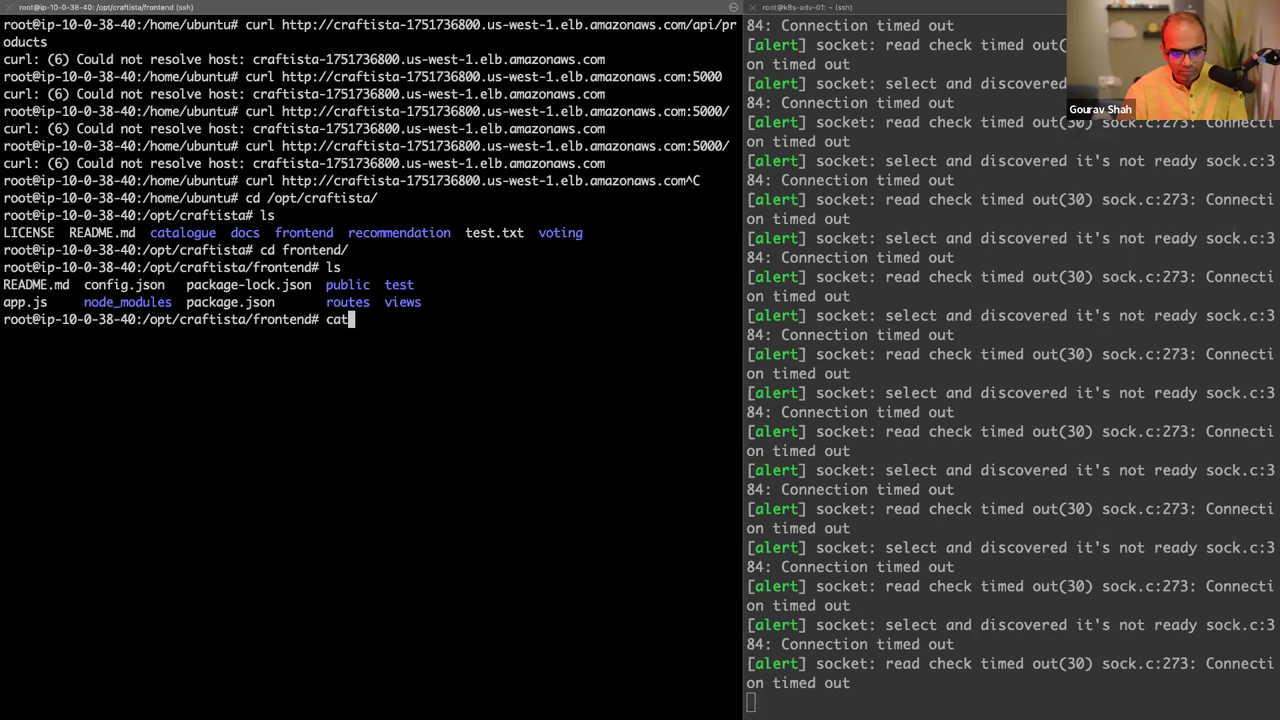 root@ip-10-0-38-40: /opt/craftista/frontend (ssh)
root@ip-10-0-38-40:/home/ubuntu# curl http://craftista-1751736800.us-west-1.elb.amazonaws.com/api/pr
oducts
curl: (6) Could not resolve host: craftista-1751736800.us-west-1.elb.amazonaws.com
root@ip-10-0-38-40:/home/ubuntu# curl http://craftista-1751736800.us-west-1.elb.amazonaws.com:5000
curl: (6) Could not resolve host: craftista-1751736800.us-west-1.elb.amazonaws.com
root@ip-10-0-38-40:/home/ubuntu# curl http://craftista-1751736800.us-west-1.elb.amazonaws.com:5000/
curl: (6) Could not resolve host: craftista-1751736800.us-west-1.elb.amazonaws.com
root@ip-10-0-38-40:/home/ubuntu# curl http://craftista-1751736800.us-west-1.elb.amazonaws.com:5000/
curl: (6) Could not resolve host: craftista-1751736800.us-west-1.elb.amazonaws.com
root@ip-10-0-38-40:/home/ubuntu# curl http://craftista-1751736800.us-west-1.elb.amazonaws.com^C
root@ip-10-0-38-40:/home/ubuntu# cd /opt/craftista/
root@ip-10-0-38-40:/opt/craftista# ls
LICENSE README.md catalogue docs frontend recommendation test.txt voting
root@ip-10-0-38-40:/opt/craftista# cd frontend/
root@ip-10-0-38-40:/opt/craftista/frontend# ls
README.md config.json package-lock.json public test
app.js node_modules package.json routes views
root@ip-10-0-38-40:/opt/craftista/frontend# cat
root@k8s-adv-01: ~ (ssh)
84: Connection timed out
[alert] socket: read check timed out(
on timed out
[alert] socket: select and discovered
84: Connection timed out
[alert] socket: read check timed out(30) sock.c:273: Connecti
on timed out
[alert] socket: select and discovered it's not ready sock.c:3
84: Connection timed out
[alert] socket: read check timed out(30) sock.c:273: Connecti
on timed out
[alert] socket: select and discovered it's not ready sock.c:3
84: Connection timed out
[alert] socket: read check timed out(30) sock.c:273: Connecti
on timed out
[alert] socket: select and discovered it's not ready sock.c:3
84: Connection timed out
[alert] socket: read check timed out(30) sock.c:273: Connecti
on timed out
[alert] socket: select and discovered it's not ready sock.c:3
84: Connection timed out
[alert] socket: read check timed out(30) sock.c:273: Connecti
on timed out
[alert] socket: select and discovered it's not ready sock.c:3
84: Connection timed out
[alert] socket: read check timed out(30) sock.c:273: Connecti
on timed out
[alert] socket: select and discovered it's not ready sock.c:3
84: Connection timed out
[alert] socket: read check timed out(30) sock.c:273: Connecti
on timed out
[alert] socket: select and discovered it's not ready sock.c:3
84: Connection timed out
[alert] socket: read check timed out(30) sock.c:273: Connecti
on timed out
Gourav Shah